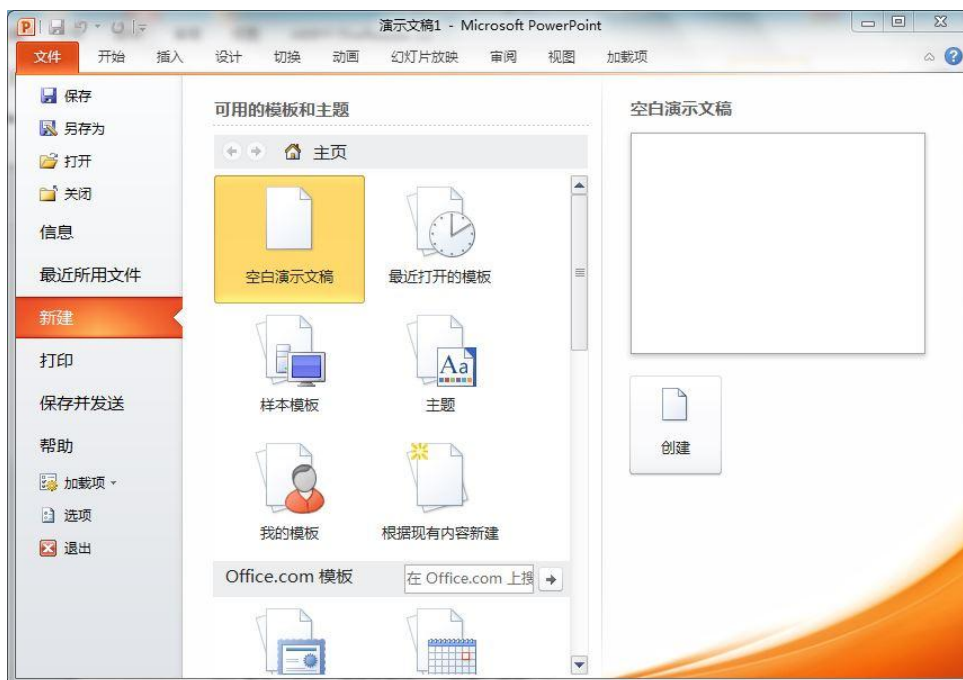 演示文稿1 - Microsoft PowerPoint
文件 开始 插入 设计 切换 动画 幻灯片放映 审阅 视图 加载项
保存
另存为
打开
关闭
信息
最近所用文件
新建
打印
保存并发送
帮助
加载项
选项
退出
可用的模板和主题
主页
空白演示文稿 最近打开的模板
样本模板 主题
我的模板 根据现有内容新建
Office.com 模板 在 Office.com 上搜
空白演示文稿
创建